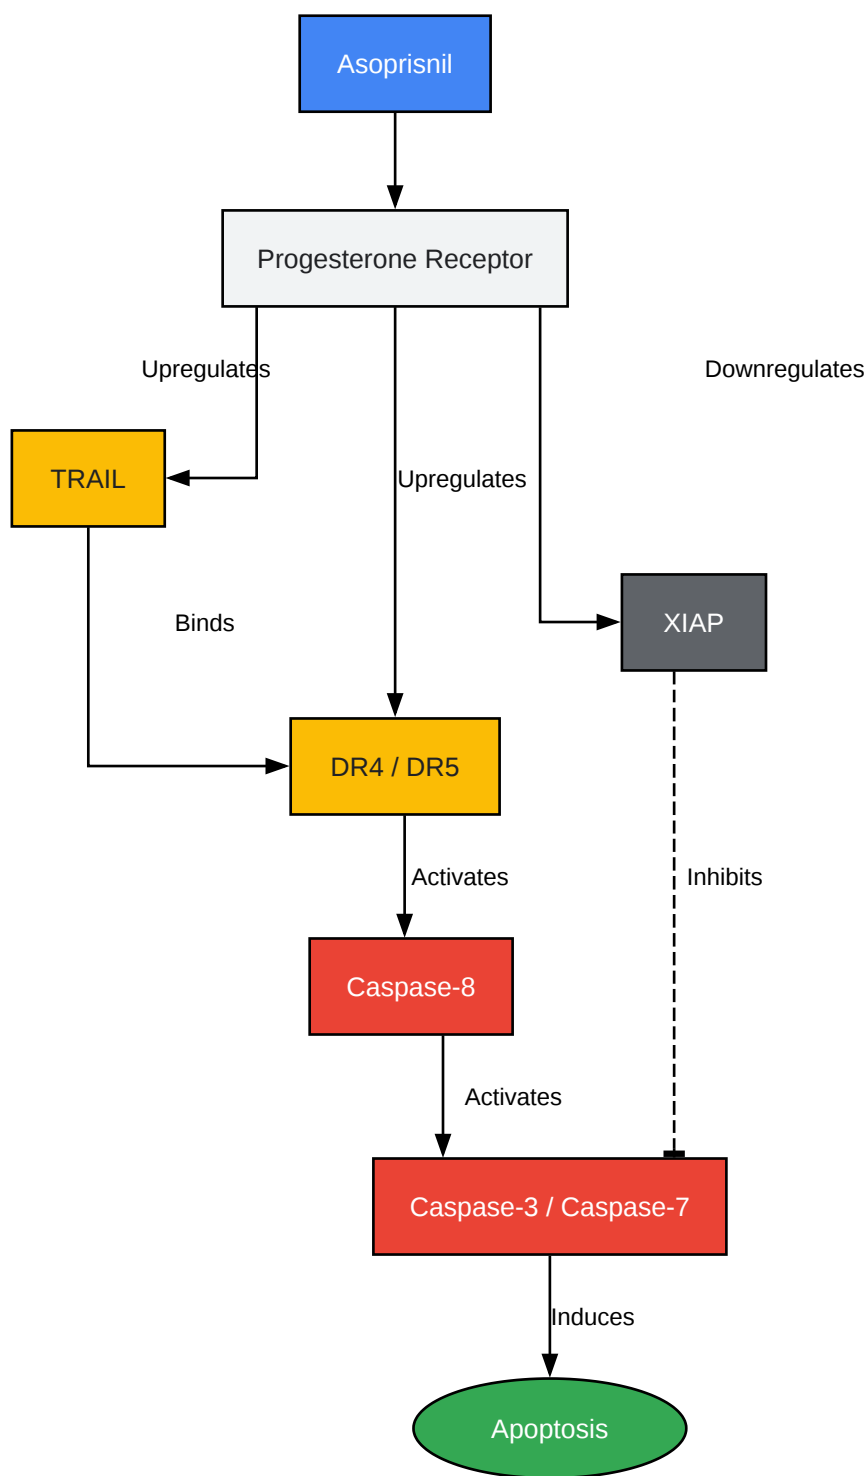 Asoprisnil
Progesterone Receptor
Upregulates
Downregulates
TRAIL
Upregulates
Binds
XIAP
DR4 / DR5
Activates
Inhibits
Caspase-8
Activates
Caspase-3 / Caspase-7
Induces
Apoptosis